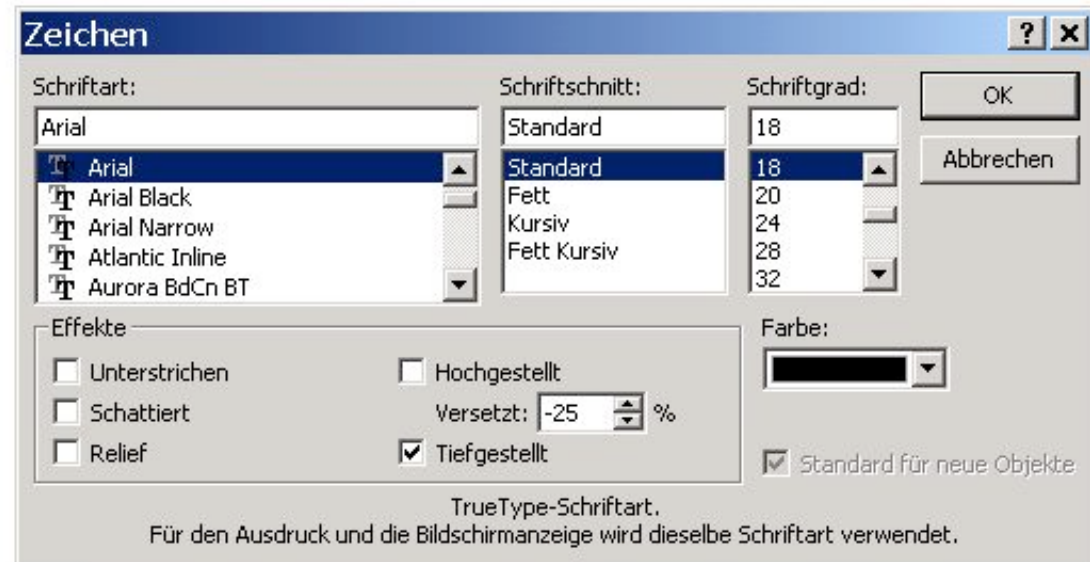 Zeichen
Schriftart: Schriftschnitt: Schriftgrad:
OK
Arial Standard 18
Abbrechen
Arial Standard 18
Arial Black Fett 20
Arial Narrow Kursiv 24
Atlantic Inline Fett Kursiv 28
Aurora BdCn BT 32
Effekte Farbe:
Unterstrichen Hochgestellt
Schattiert Versetzt: -25 %
Relief Tiefgestellt Standard für neue Objekte
TrueType-Schriftart.
Für den Ausdruck und die Bildschirmanzeige wird dieselbe Schriftart verwendet.